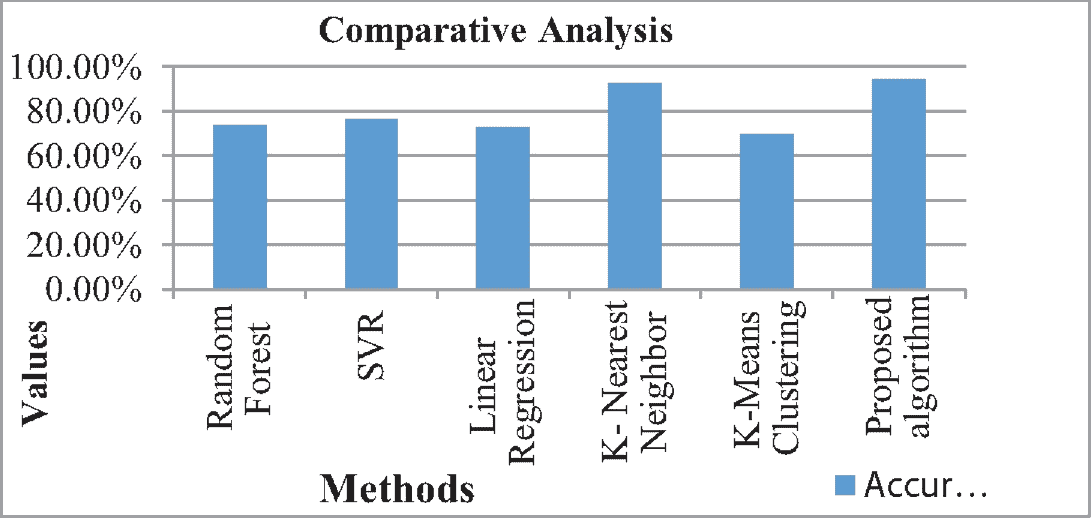 Comparative Analysis
100.00%
80.00%
60.00%
40.00%
20.00%
0.00%
Values
Random
Forest
SVR
Linear
Regression
K- Nearest
Neighbor
K-Means
Clustering
Proposed
algorithm
Methods
Accur...